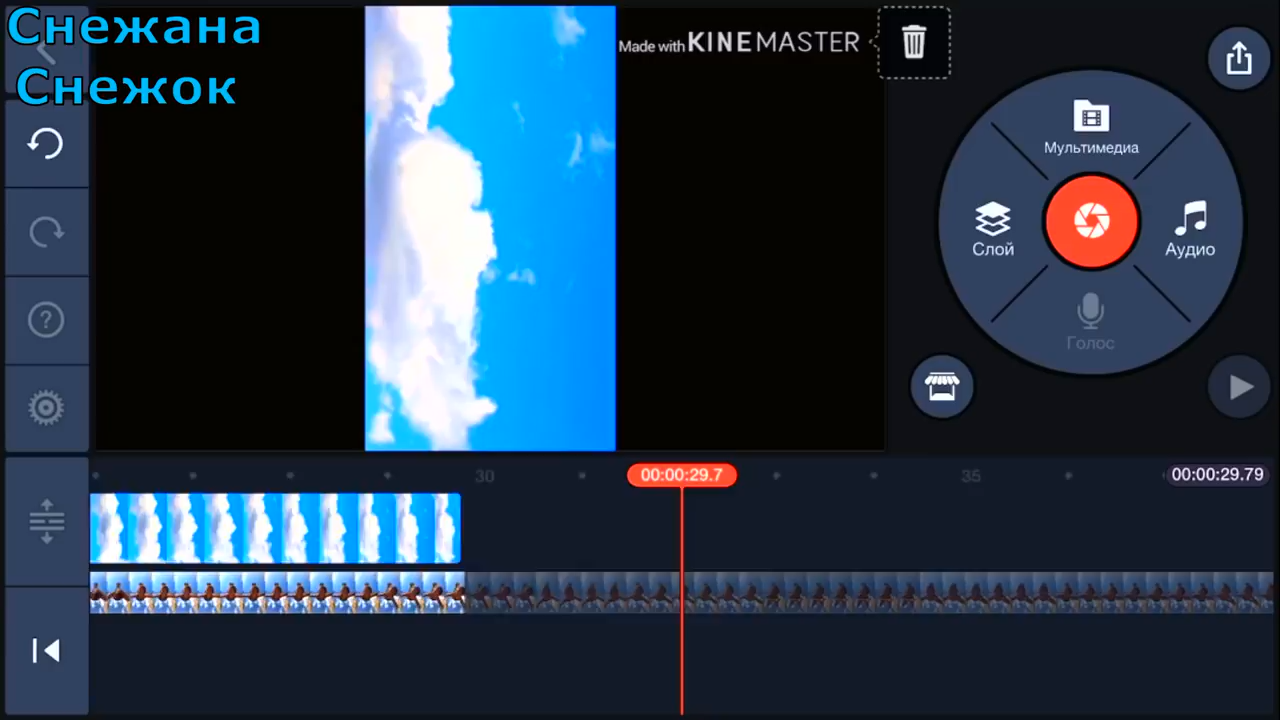 Снежана
Снежок
Made with KINEMASTER
Мультимедиа
Слой
Аудио
Голос
30
00:00:29.7
35
00:00:29.79